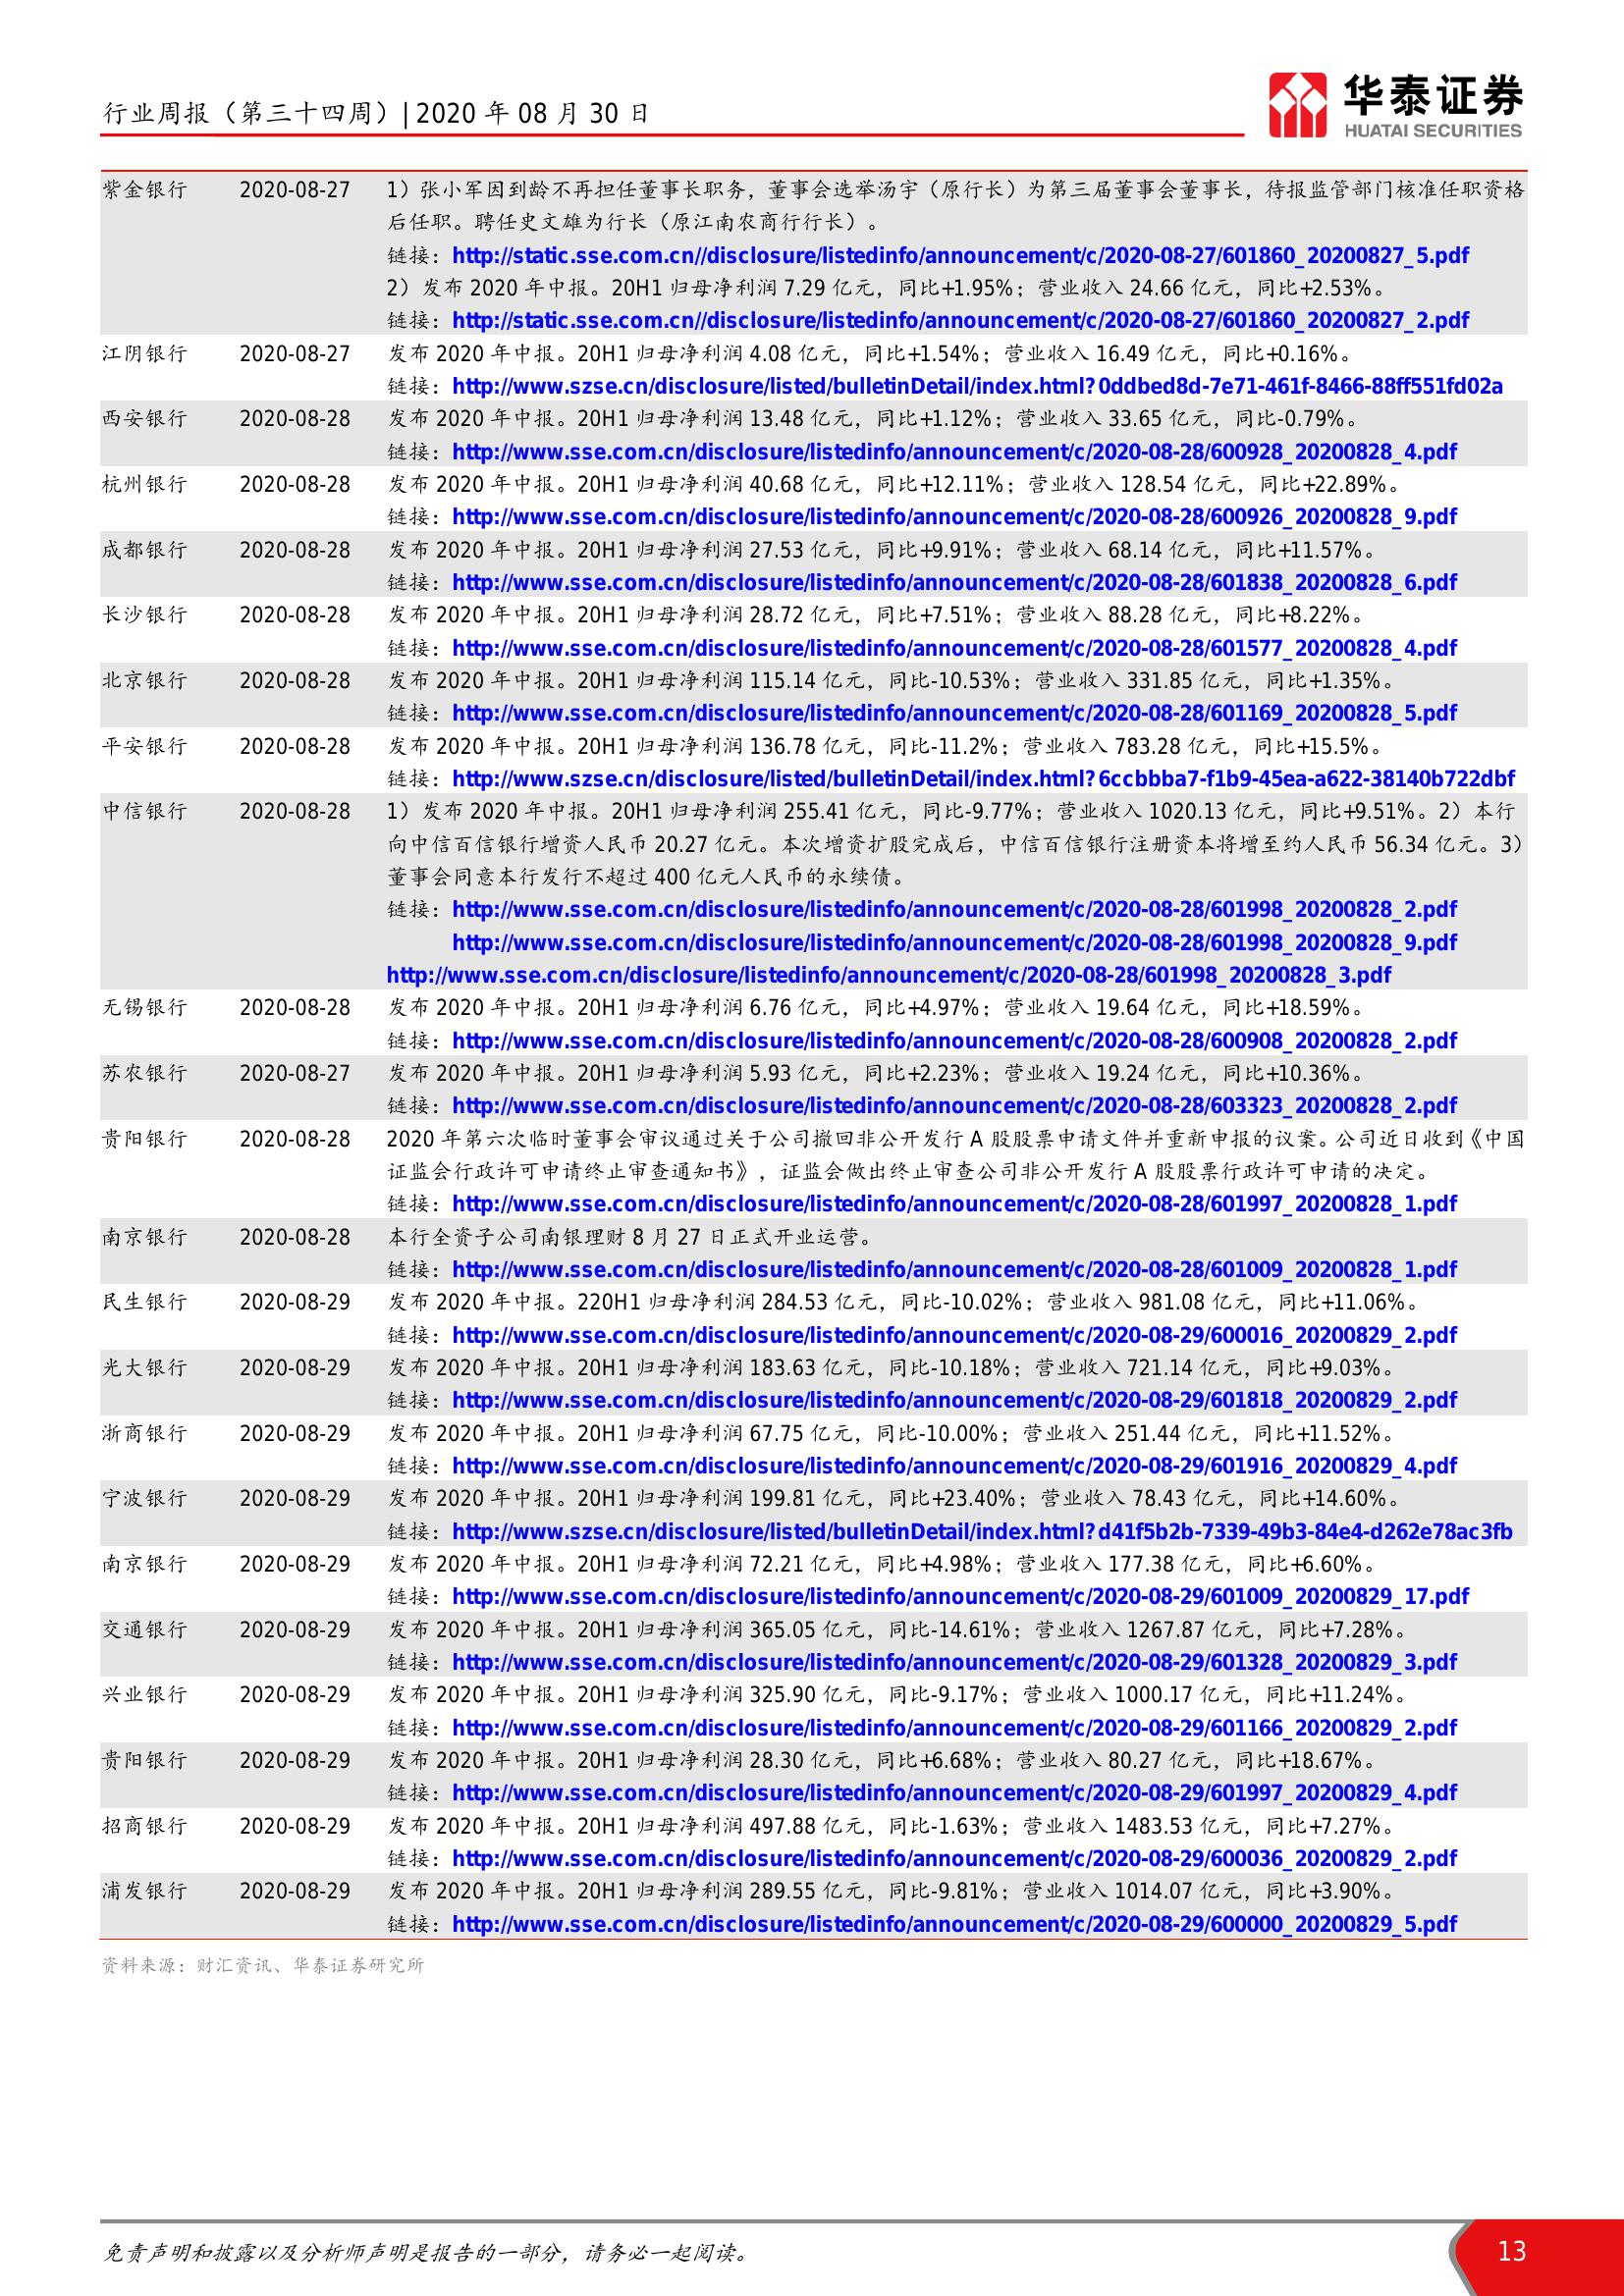 行业周报（第三十四周）| 2020 年 08 月 30 日
华泰证券
HUATAI SECURITIES
紫金银行 2020-08-27 1）张小军因到龄不再担任董事长职务，董事会选举汤宇（原行长）为第三届董事会董事长，待报监管部门核准任职资格
后任职。聘任史文雄为行长（原江南农商行行长）。
链接：http://static.sse.com.cn//disclosure/listedinfo/announcement/c/2020-08-27/601860_20200827_5.pdf
2）发布 2020 年中报。20H1 归母净利润 7.29 亿元，同比+1.95%；营业收入 24.66 亿元，同比+2.53%。
链接：http://static.sse.com.cn//disclosure/listedinfo/announcement/c/2020-08-27/601860_20200827_2.pdf
江阴银行 2020-08-27 发布 2020 年中报。20H1 归母净利润 4.08 亿元，同比+1.54%；营业收入 16.49 亿元，同比+0.16%。
链接：http://www.szse.cn/disclosure/listed/bulletinDetail/index.html?0ddbed8d-7e71-461f-8466-88ff551fd02a
西安银行 2020-08-28 发布 2020 年中报。20H1 归母净利润 13.48 亿元，同比+1.12%；营业收入 33.65 亿元，同比-0.79%。
链接：http://www.sse.com.cn/disclosure/listedinfo/announcement/c/2020-08-28/600928_20200828_4.pdf
杭州银行 2020-08-28 发布 2020 年中报。20H1 归母净利润 40.68 亿元，同比+12.11%；营业收入 128.54 亿元，同比+22.89%。
链接：http://www.sse.com.cn/disclosure/listedinfo/announcement/c/2020-08-28/600926_20200828_9.pdf
成都银行 2020-08-28 发布 2020 年中报。20H1 归母净利润 27.53 亿元，同比+9.91%；营业收入 68.14 亿元，同比+11.57%。
链接：http://www.sse.com.cn/disclosure/listedinfo/announcement/c/2020-08-28/601838_20200828_6.pdf
长沙银行 2020-08-28 发布 2020 年中报。20H1 归母净利润 28.72 亿元，同比+7.51%；营业收入 88.28 亿元，同比+8.22%。
链接：http://www.sse.com.cn/disclosure/listedinfo/announcement/c/2020-08-28/601577_20200828_4.pdf
北京银行 2020-08-28 发布 2020 年中报。20H1 归母净利润 115.14 亿元，同比-10.53%；营业收入 331.85 亿元，同比+1.35%。
链接：http://www.sse.com.cn/disclosure/listedinfo/announcement/c/2020-08-28/601169_20200828_5.pdf
平安银行 2020-08-28 发布 2020 年中报。20H1 归母净利润 136.78 亿元，同比-11.2%；营业收入 783.28 亿元，同比+15.5%。
链接：http://www.szse.cn/disclosure/listed/bulletinDetail/index.html?6ccbbba7-f1b9-45ea-a622-38140b722dbf
中信银行 2020-08-28 1）发布 2020 年中报。20H1 归母净利润 255.41 亿元，同比-9.77%；营业收入 1020.13 亿元，同比+9.51%。2）本行
向中信百信银行增资人民币 20.27 亿元。本次增资扩股完成后，中信百信银行注册资本将增至约人民币 56.34 亿元。3）
董事会同意本行发行不超过 400 亿元人民币的永续债。
链接：http://www.sse.com.cn/disclosure/listedinfo/announcement/c/2020-08-28/601998_20200828_2.pdf
http://www.sse.com.cn/disclosure/listedinfo/announcement/c/2020-08-28/601998_20200828_9.pdf
http://www.sse.com.cn/disclosure/listedinfo/announcement/c/2020-08-28/601998_20200828_3.pdf
无锡银行 2020-08-28 发布 2020 年中报。20H1 归母净利润 6.76 亿元，同比+4.97%；营业收入 19.64 亿元，同比+18.59%。
链接：http://www.sse.com.cn/disclosure/listedinfo/announcement/c/2020-08-28/600908_20200828_2.pdf
苏农银行 2020-08-27 发布 2020 年中报。20H1 归母净利润 5.93 亿元，同比+2.23%；营业收入 19.24 亿元，同比+10.36%。
链接：http://www.sse.com.cn/disclosure/listedinfo/announcement/c/2020-08-28/603323_20200828_2.pdf
贵阳银行 2020-08-28 2020 年第六次临时董事会审议通过关于公司撤回非公开发行 A 股股票申请文件并重新申报的议案。公司近日收到《中国
证监会行政许可申请终止审查通知书》，证监会做出终止审查公司非公开发行 A 股股票行政许可申请的决定。
链接：http://www.sse.com.cn/disclosure/listedinfo/announcement/c/2020-08-28/601997_20200828_1.pdf
南京银行 2020-08-28 本行全资子公司南银理财 8 月 27 日正式开业运营。
链接：http://www.sse.com.cn/disclosure/listedinfo/announcement/c/2020-08-28/601009_20200828_1.pdf
民生银行 2020-08-29 发布 2020 年中报。220H1 归母净利润 284.53 亿元，同比-10.02%；营业收入 981.08 亿元，同比+11.06%。
链接：http://www.sse.com.cn/disclosure/listedinfo/announcement/c/2020-08-29/600016_20200829_2.pdf
光大银行 2020-08-29 发布 2020 年中报。20H1 归母净利润 183.63 亿元，同比-10.18%；营业收入 721.14 亿元，同比+9.03%。
链接：http://www.sse.com.cn/disclosure/listedinfo/announcement/c/2020-08-29/601818_20200829_2.pdf
浙商银行 2020-08-29 发布 2020 年中报。20H1 归母净利润 67.75 亿元，同比-10.00%；营业收入 251.44 亿元，同比+11.52%。
链接：http://www.sse.com.cn/disclosure/listedinfo/announcement/c/2020-08-29/601916_20200829_4.pdf
宁波银行 2020-08-29 发布 2020 年中报。20H1 归母净利润 199.81 亿元，同比+23.40%；营业收入 78.43 亿元，同比+14.60%。
链接：http://www.szse.cn/disclosure/listed/bulletinDetail/index.html?d41f5b2b-7339-49b3-84e4-d262e78ac3fb
南京银行 2020-08-29 发布 2020 年中报。20H1 归母净利润 72.21 亿元，同比+4.98%；营业收入 177.38 亿元，同比+6.60%。
链接：http://www.sse.com.cn/disclosure/listedinfo/announcement/c/2020-08-29/601009_20200829_17.pdf
交通银行 2020-08-29 发布 2020 年中报。20H1 归母净利润 365.05 亿元，同比-14.61%；营业收入 1267.87 亿元，同比+7.28%。
链接：http://www.sse.com.cn/disclosure/listedinfo/announcement/c/2020-08-29/601328_20200829_3.pdf
兴业银行 2020-08-29 发布 2020 年中报。20H1 归母净利润 325.90 亿元，同比-9.17%；营业收入 1000.17 亿元，同比+11.24%。
链接：http://www.sse.com.cn/disclosure/listedinfo/announcement/c/2020-08-29/601166_20200829_2.pdf
贵阳银行 2020-08-29 发布 2020 年中报。20H1 归母净利润 28.30 亿元，同比+6.68%；营业收入 80.27 亿元，同比+18.67%。
链接：http://www.sse.com.cn/disclosure/listedinfo/announcement/c/2020-08-29/601997_20200829_4.pdf
招商银行 2020-08-29 发布 2020 年中报。20H1 归母净利润 497.88 亿元，同比-1.63%；营业收入 1483.53 亿元，同比+7.27%。
链接：http://www.sse.com.cn/disclosure/listedinfo/announcement/c/2020-08-29/600036_20200829_2.pdf
浦发银行 2020-08-29 发布 2020 年中报。20H1 归母净利润 289.55 亿元，同比-9.81%；营业收入 1014.07 亿元，同比+3.90%。
链接：http://www.sse.com.cn/disclosure/listedinfo/announcement/c/2020-08-29/600000_20200829_5.pdf
资料来源：财汇资讯、华泰证券研究所
免责声明和披露以及分析师声明是报告的一部分，请务必一起阅读。
13